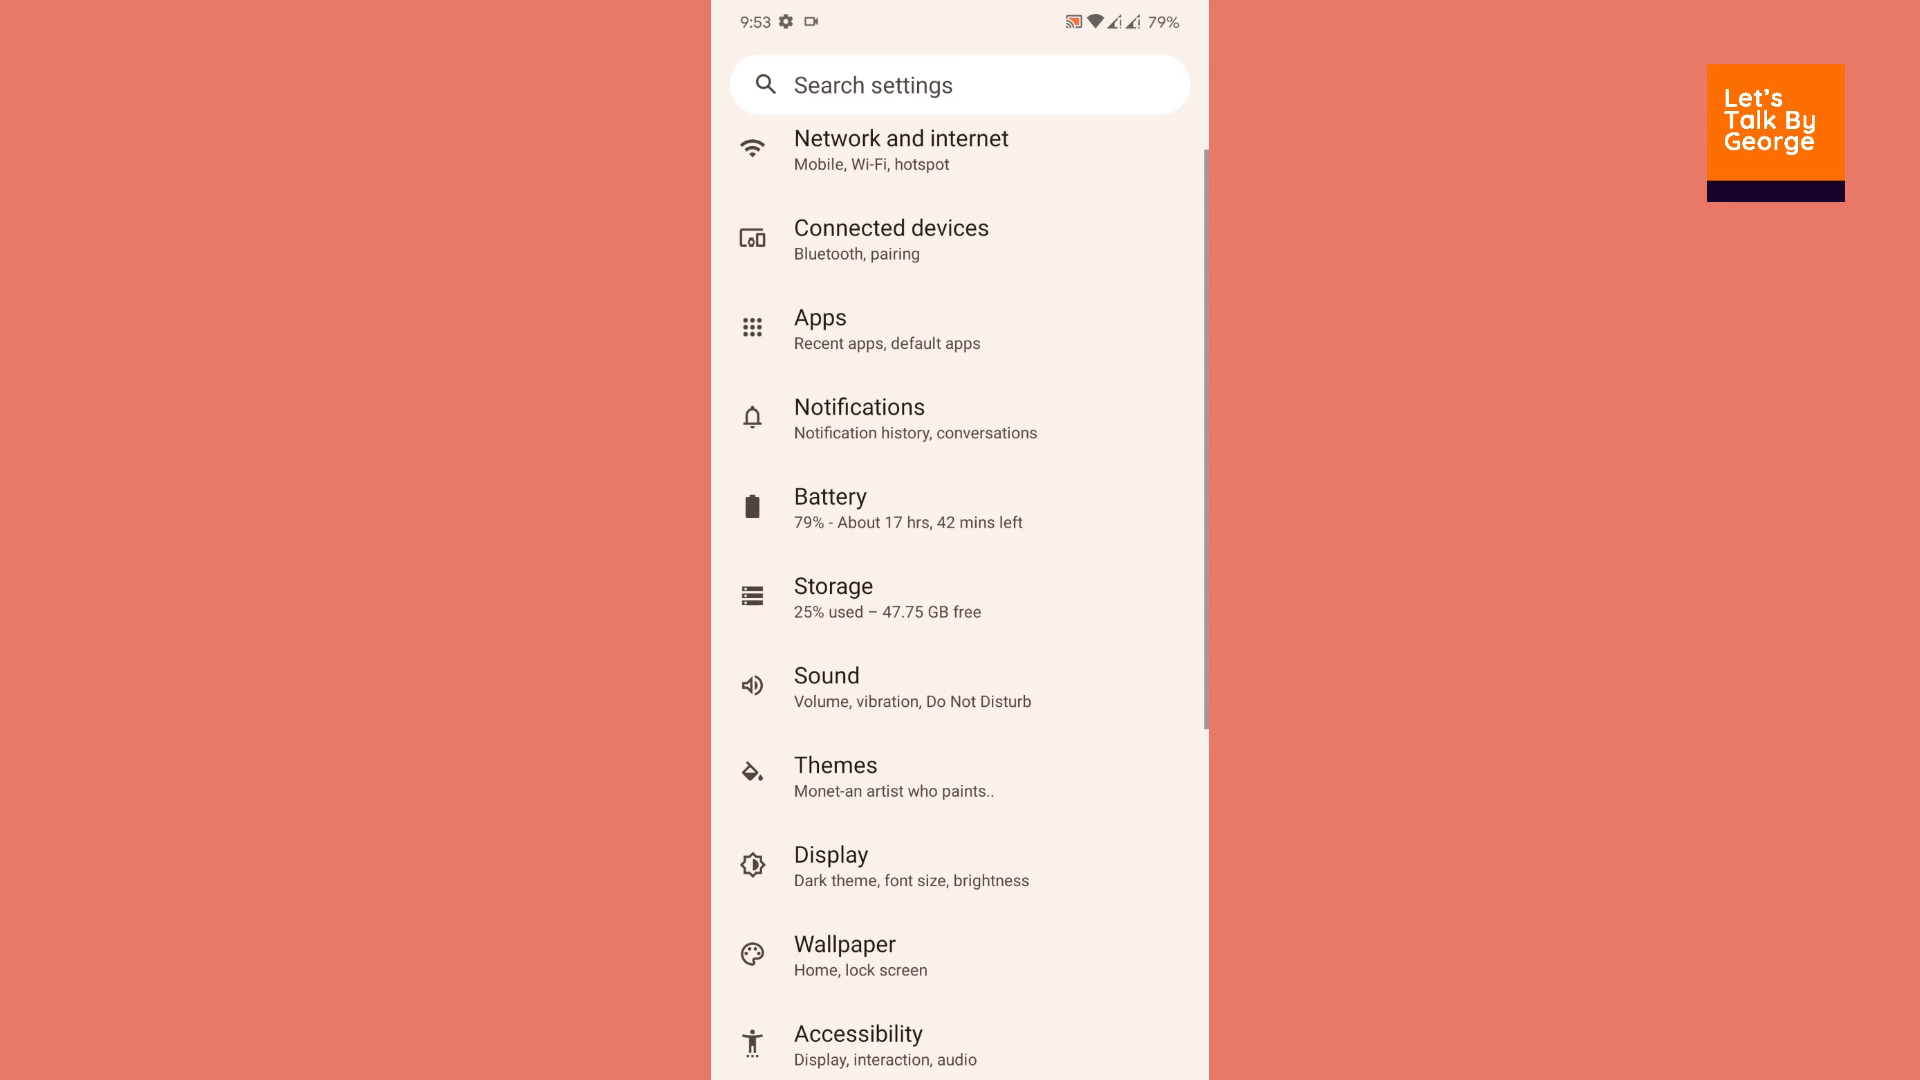 9:53
79%
Search settings
Network and internet
Mobile, Wi-Fi, hotspot
Connected devices
Bluetooth, pairing
Apps
Recent apps, default apps
Notifications
Notification history, conversations
Battery
79% - About 17 hrs, 42 mins left
Storage
25% used – 47.75 GB free
Sound
Volume, vibration, Do Not Disturb
Themes
Monet-an artist who paints..
Display
Dark theme, font size, brightness
Wallpaper
Home, lock screen
Accessibility
Display, interaction, audio
Let's
Talk By
George